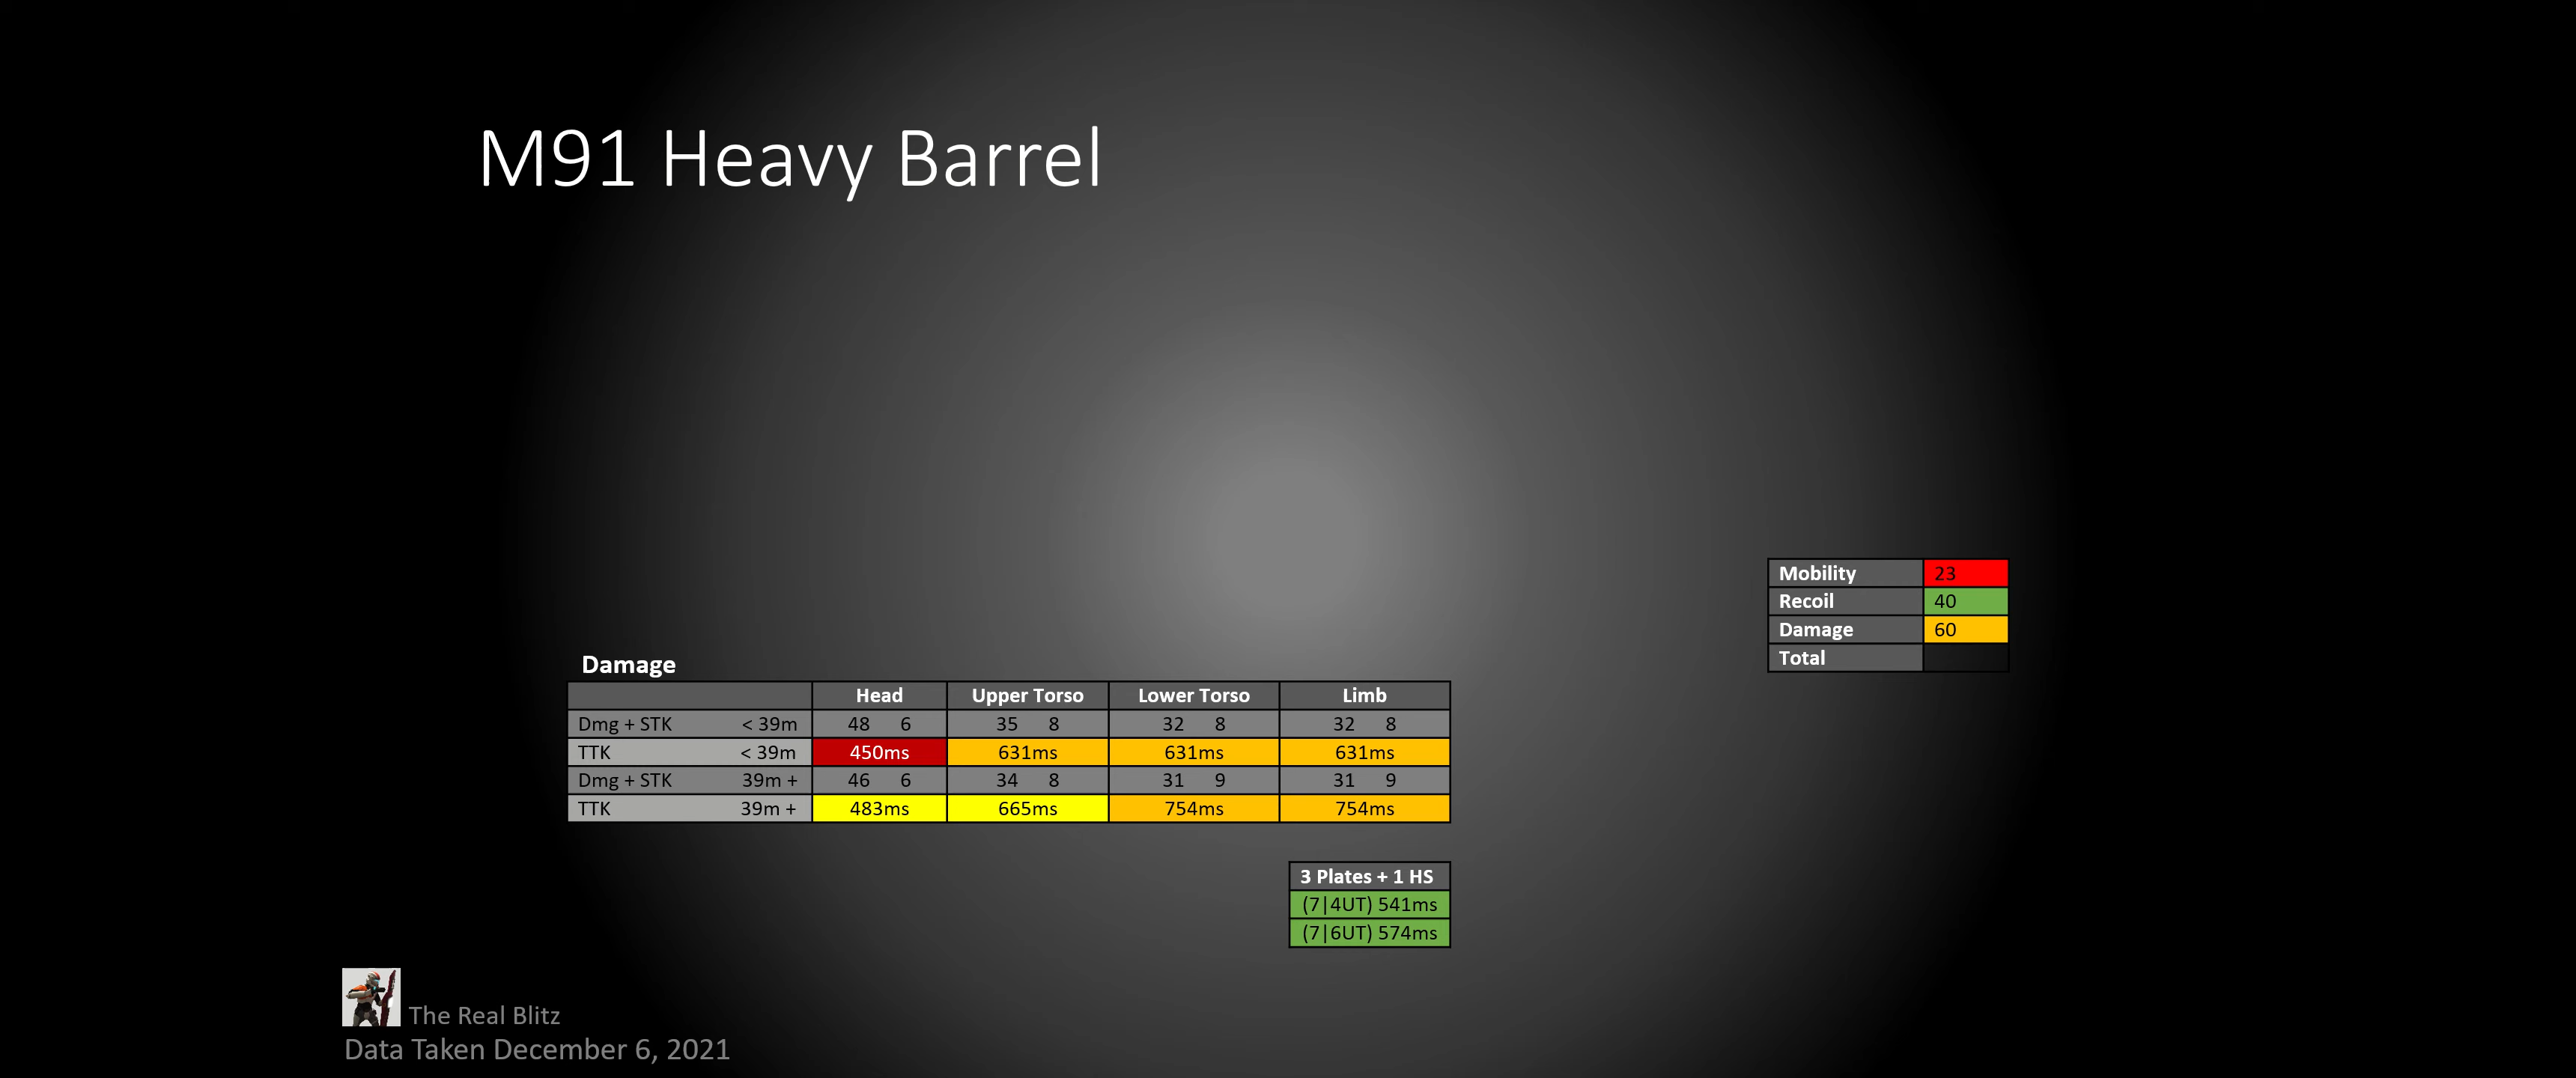 M91 Heavy Barrel
Mobility 23
Recoil 40
Damage 60
Total
Damage
Head Upper Torso Lower Torso Limb
Dmg + STK < 39m 48 6 35 8 32 8 32 8
TTK < 39m 450ms 631ms 631ms 631ms
Dmg + STK 39m + 46 6 34 8 31 9 31 9
TTK 39m + 483ms 665ms 754ms 754ms
3 Plates + 1 HS
(7|4UT) 541ms
(7|6UT) 574ms
The Real Blitz
Data Taken December 6, 2021